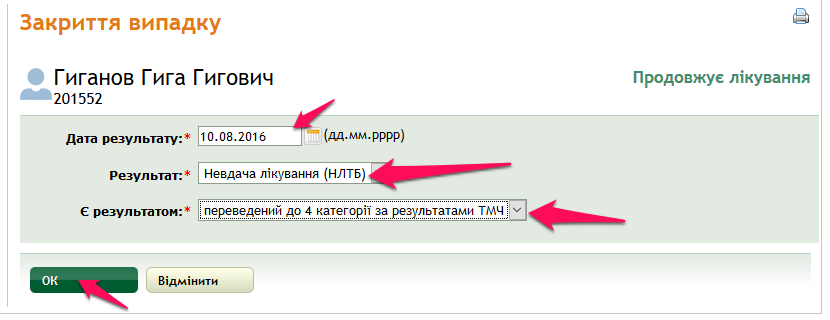 Закриття випадку
Гиганов Гига Гигович
201552
Продовжує лікування
Дата результату:* 10.08.2016 (дд.мм.рррр)
Результат:* Невдача лікування (НЛТБ)
Є результатом:* переведений до 4 категорії за результатами ТМЧ
ОК Відмінити